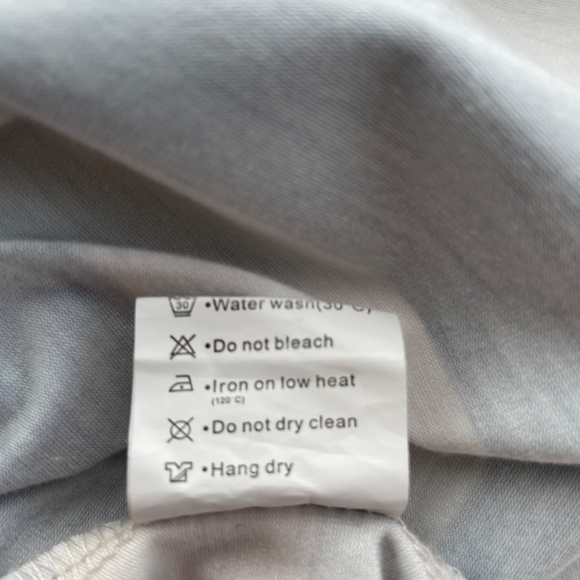 30
•Water wash(30°C)
•Do not bleach
•Iron on low heat
(120 C)
•Do not dry clean
•Hang dry